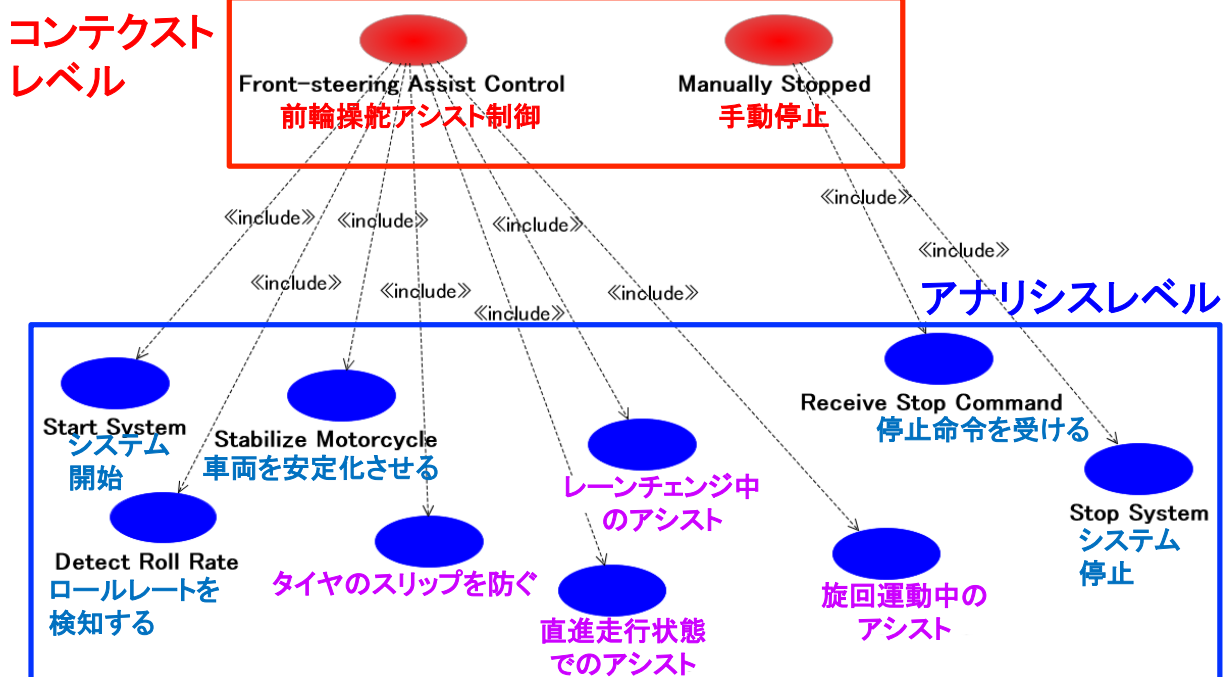 コンテクスト
レベル
Front-steering Assist Control
前輪操舵アシスト制御
Manually Stopped
手動停止
≪include≫
≪include≫
≪include≫
≪include≫
≪include≫
≪include≫
≪include≫
≪include≫
≪include≫
アナリシスレベル
Start System
システム
開始
Stabilize Motorcycle
車両を安定化させる
Receive Stop Command
停止命令を受ける
レーンチェンジ中
のアシスト
Stop System
システム
停止
Detect Roll Rate
ロールレートを
検知する
タイヤのスリップを防ぐ
直進走行状態
でのアシスト
旋回運動中の
アシスト